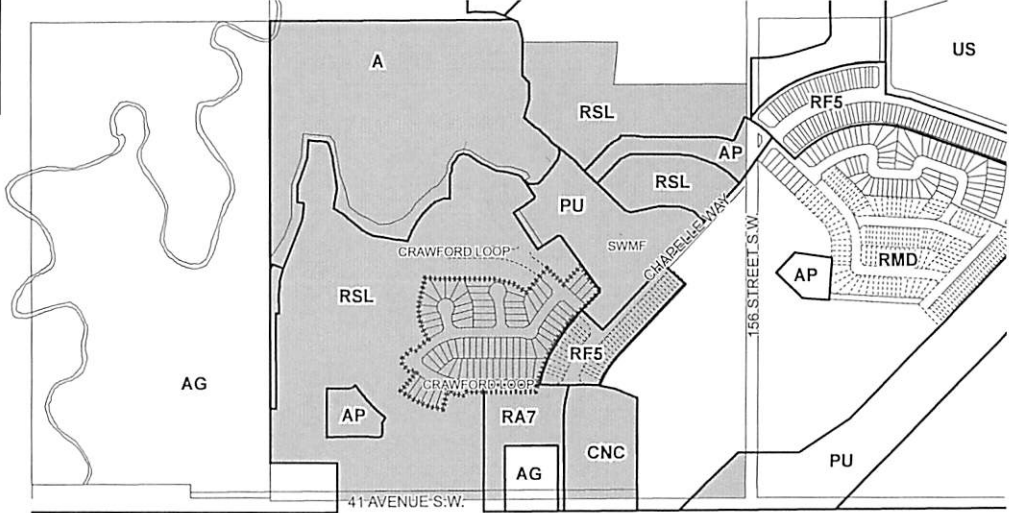 A
US
RF5
RSL
AP
RSL
PU
SWMF
CHAPELLE WAY
156 STREET S.W.
CRAWFORD LOOP
RSL
AP
RMD
AG
RF5
CRAWFORD LOOP
AP
RA7
CNC
AG
PU
41 AVENUE S.W.